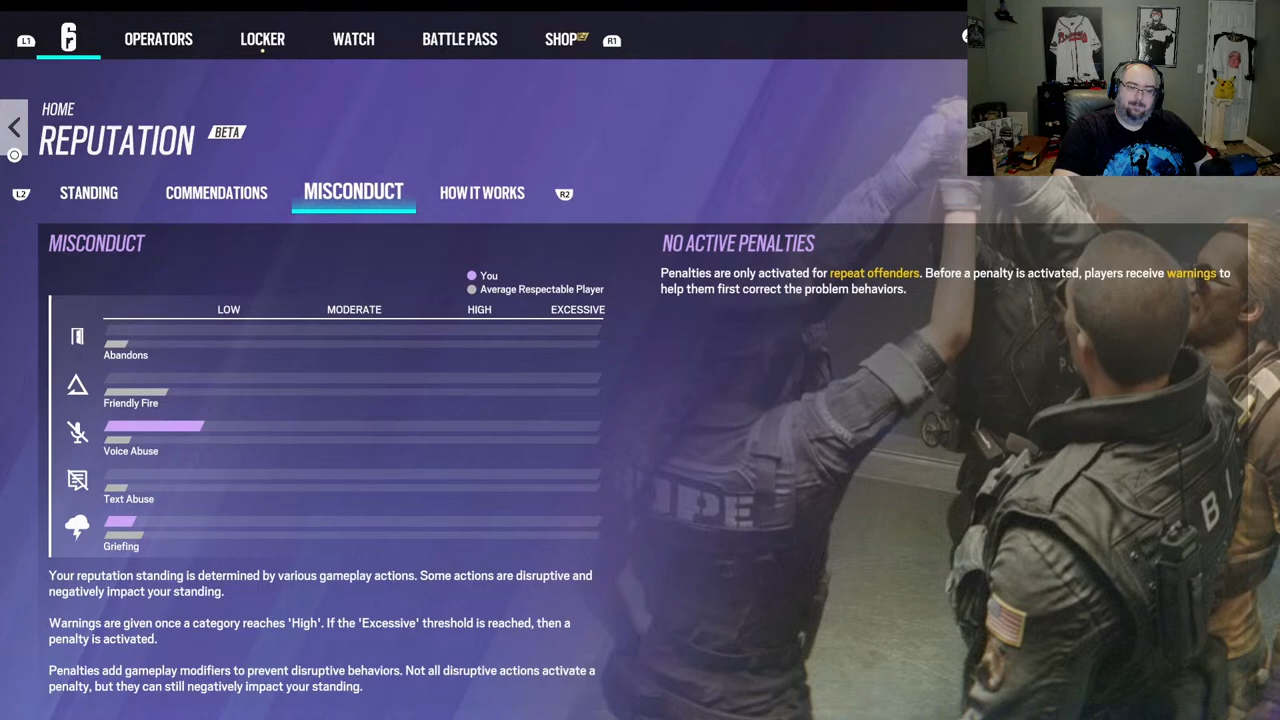 L1
OPERATORS
LOCKER
WATCH
BATTLE PASS
SHOP
R1
HOME
REPUTATION BETA
L2
STANDING
COMMENDATIONS
MISCONDUCT
HOW IT WORKS
R2
MISCONDUCT
You
Average Respectable Player
LOW
MODERATE
HIGH
EXCESSIVE
Abandons
Friendly Fire
Voice Abuse
Text Abuse
Griefing
Your reputation standing is determined by various gameplay actions. Some actions are disruptive and
negatively impact your standing.
Warnings are given once a category reaches 'High'. If the 'Excessive' threshold is reached, then a
penalty is activated.
Penalties add gameplay modifiers to prevent disruptive behaviors. Not all disruptive actions activate a
penalty, but they can still negatively impact your standing.
NO ACTIVE PENALTIES
Penalties are only activated for repeat offenders. Before a penalty is activated, players receive warnings to
help them first correct the problem behaviors.